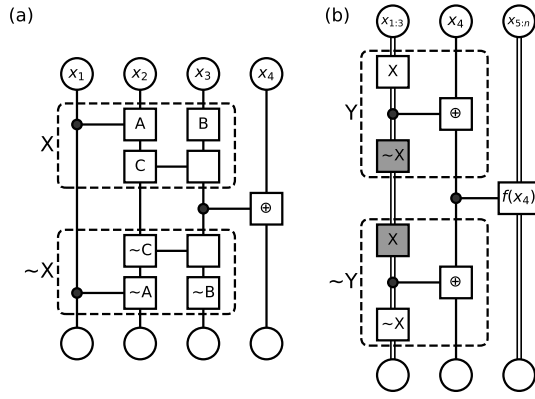 (a)
x₁ x₂ x₃ x₄
X
A B
C
⊕
~X
~C
~A ~B
(b)
x₁:₃ x₄ x₅:ₙ
X
Y
⊕
~X
f(x₄)
X
~Y
⊕
~X